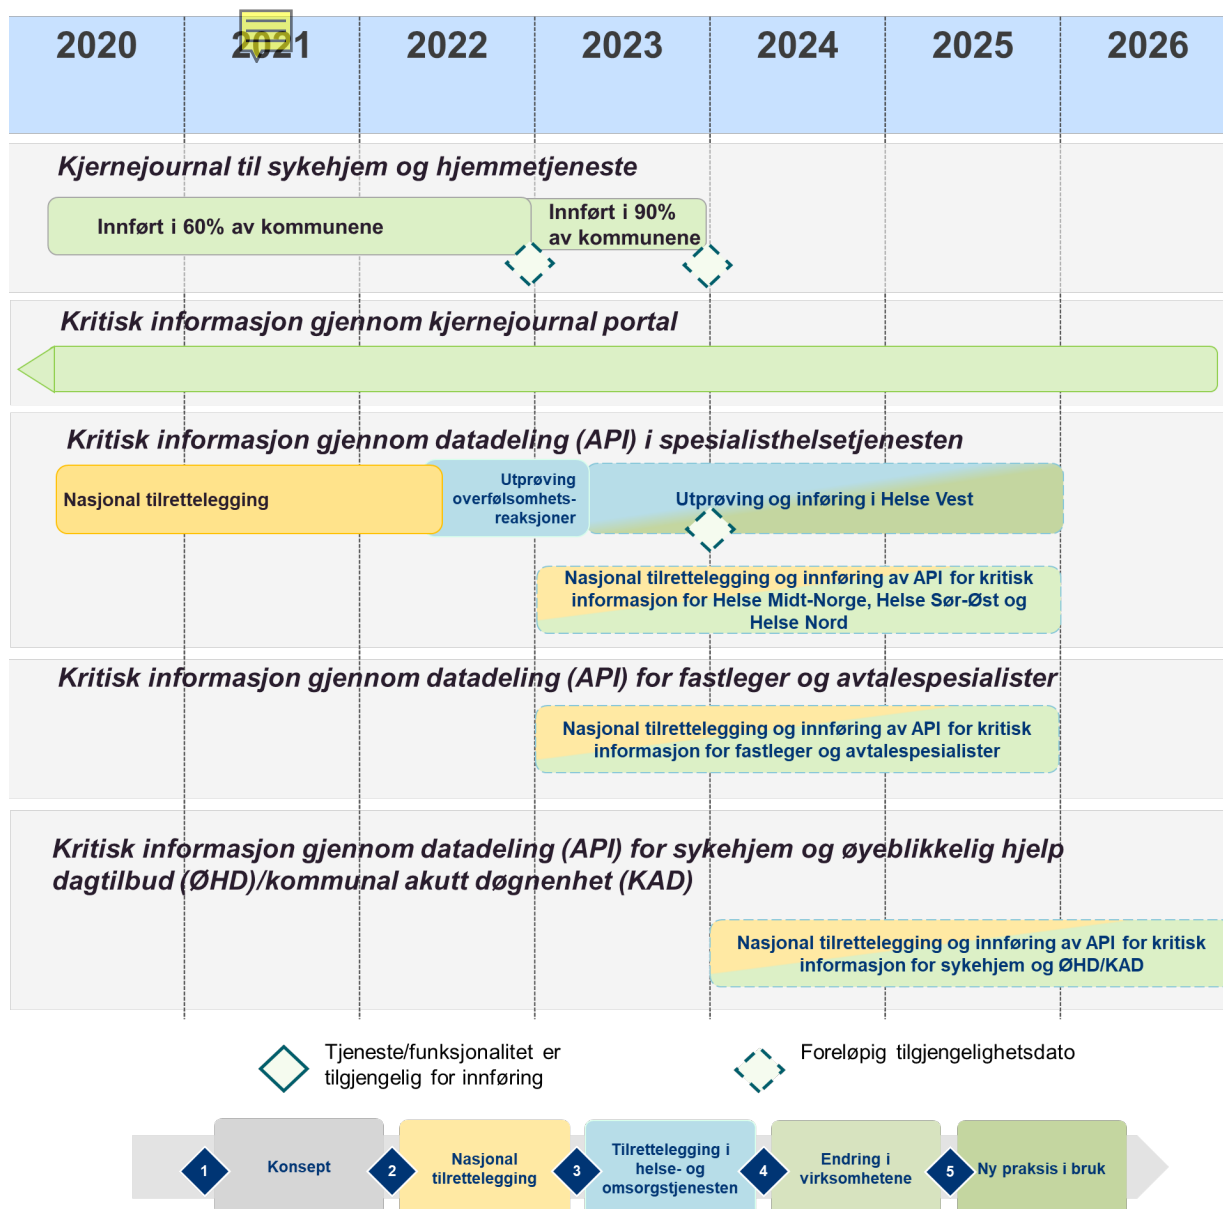 2020 2021 2022 2023 2024 2025 2026
Kjernejournal til sykehjem og hjemmetjeneste
Innført i 60% av kommunene
Innført i 90%
av kommunene
Kritisk informasjon gjennom kjernejournal portal
Kritisk informasjon gjennom datadeling (API) i spesialisthelsetjenesten
Nasjonal tilrettelegging
Utprøving
overfølsomhets-
reaksjoner
Utprøving og inføring i Helse Vest
Nasjonal tilrettelegging og innføring av API for kritisk
informasjon for Helse Midt-Norge, Helse Sør-Øst og
Helse Nord
Kritisk informasjon gjennom datadeling (API) for fastleger og avtalespesialister
Nasjonal tilrettelegging og innføring av API for kritisk
informasjon for fastleger og avtalespesialister
Kritisk informasjon gjennom datadeling (API) for sykehjem og øyeblikkelig hjelp
dagtilbud (ØHD)/kommunal akutt døgnenhet (KAD)
Nasjonal tilrettelegging og innføring av API for kritisk
informasjon for sykehjem og ØHD/KAD
Tjeneste/funksjonalitet er
tilgjengelig for innføring
Foreløpig tilgjengelighetsdato
1
Konsept
2
Nasjonal
tilrettelegging
3
Tilrettelegging i
helse- og
omsorgstjenesten
4
Endring i
virksomhetene
5
Ny praksis i bruk